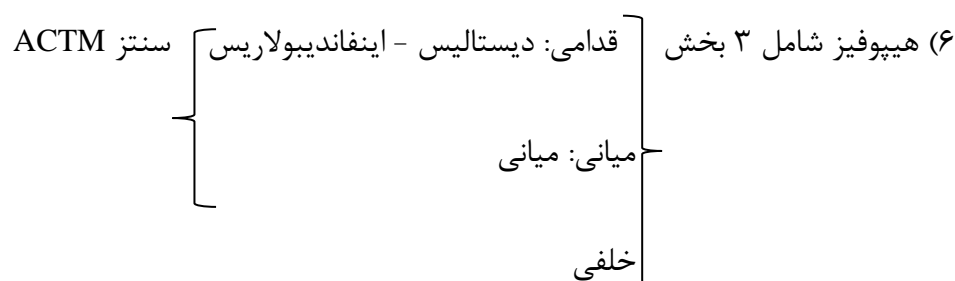 ۶) هیپوفیز شامل ۳ بخش قدامی: دیستالیس - اینفاندیبولاریس سنتز ACTM
میانی: میانی
خلفی